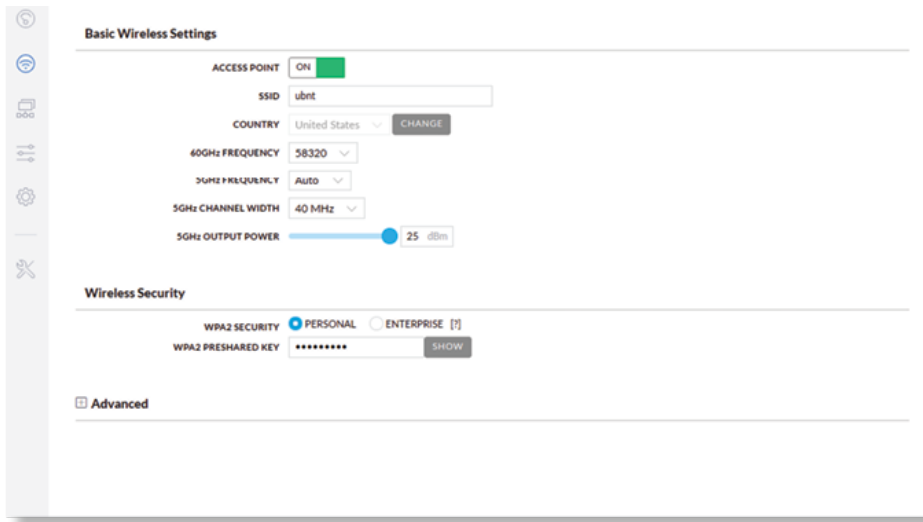 Basic Wireless Settings
ACCESS POINT ON
SSID ubnt
COUNTRY United States CHANGE
60GHz FREQUENCY 58320
5GHz FREQUENCY Auto
5GHz CHANNEL WIDTH 40 MHz
5GHz OUTPUT POWER 25 dBm
Wireless Security
WPA2 SECURITY PERSONAL ENTERPRISE [?]
WPA2 PRESHARED KEY ••••••••• SHOW
Advanced